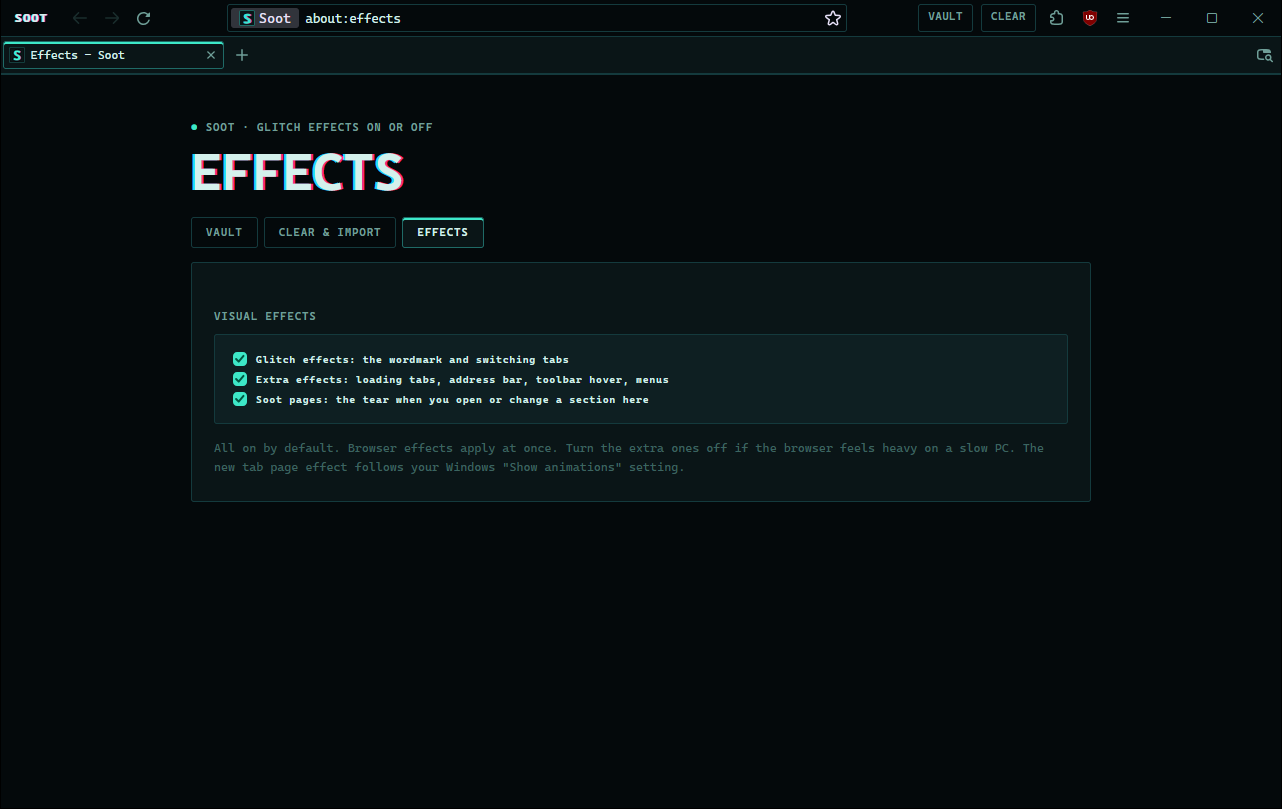 SOOT
S Soot about:effects
VAULT
CLEAR
UD
S Effects — Soot
SOOT · GLITCH EFFECTS ON OR OFF
EFFECTS
VAULT
CLEAR & IMPORT
EFFECTS
VISUAL EFFECTS
Glitch effects: the wordmark and switching tabs
Extra effects: loading tabs, address bar, toolbar hover, menus
Soot pages: the tear when you open or change a section here
All on by default. Browser effects apply at once. Turn the extra ones off if the browser feels heavy on a slow PC. The
new tab page effect follows your Windows "Show animations" setting.